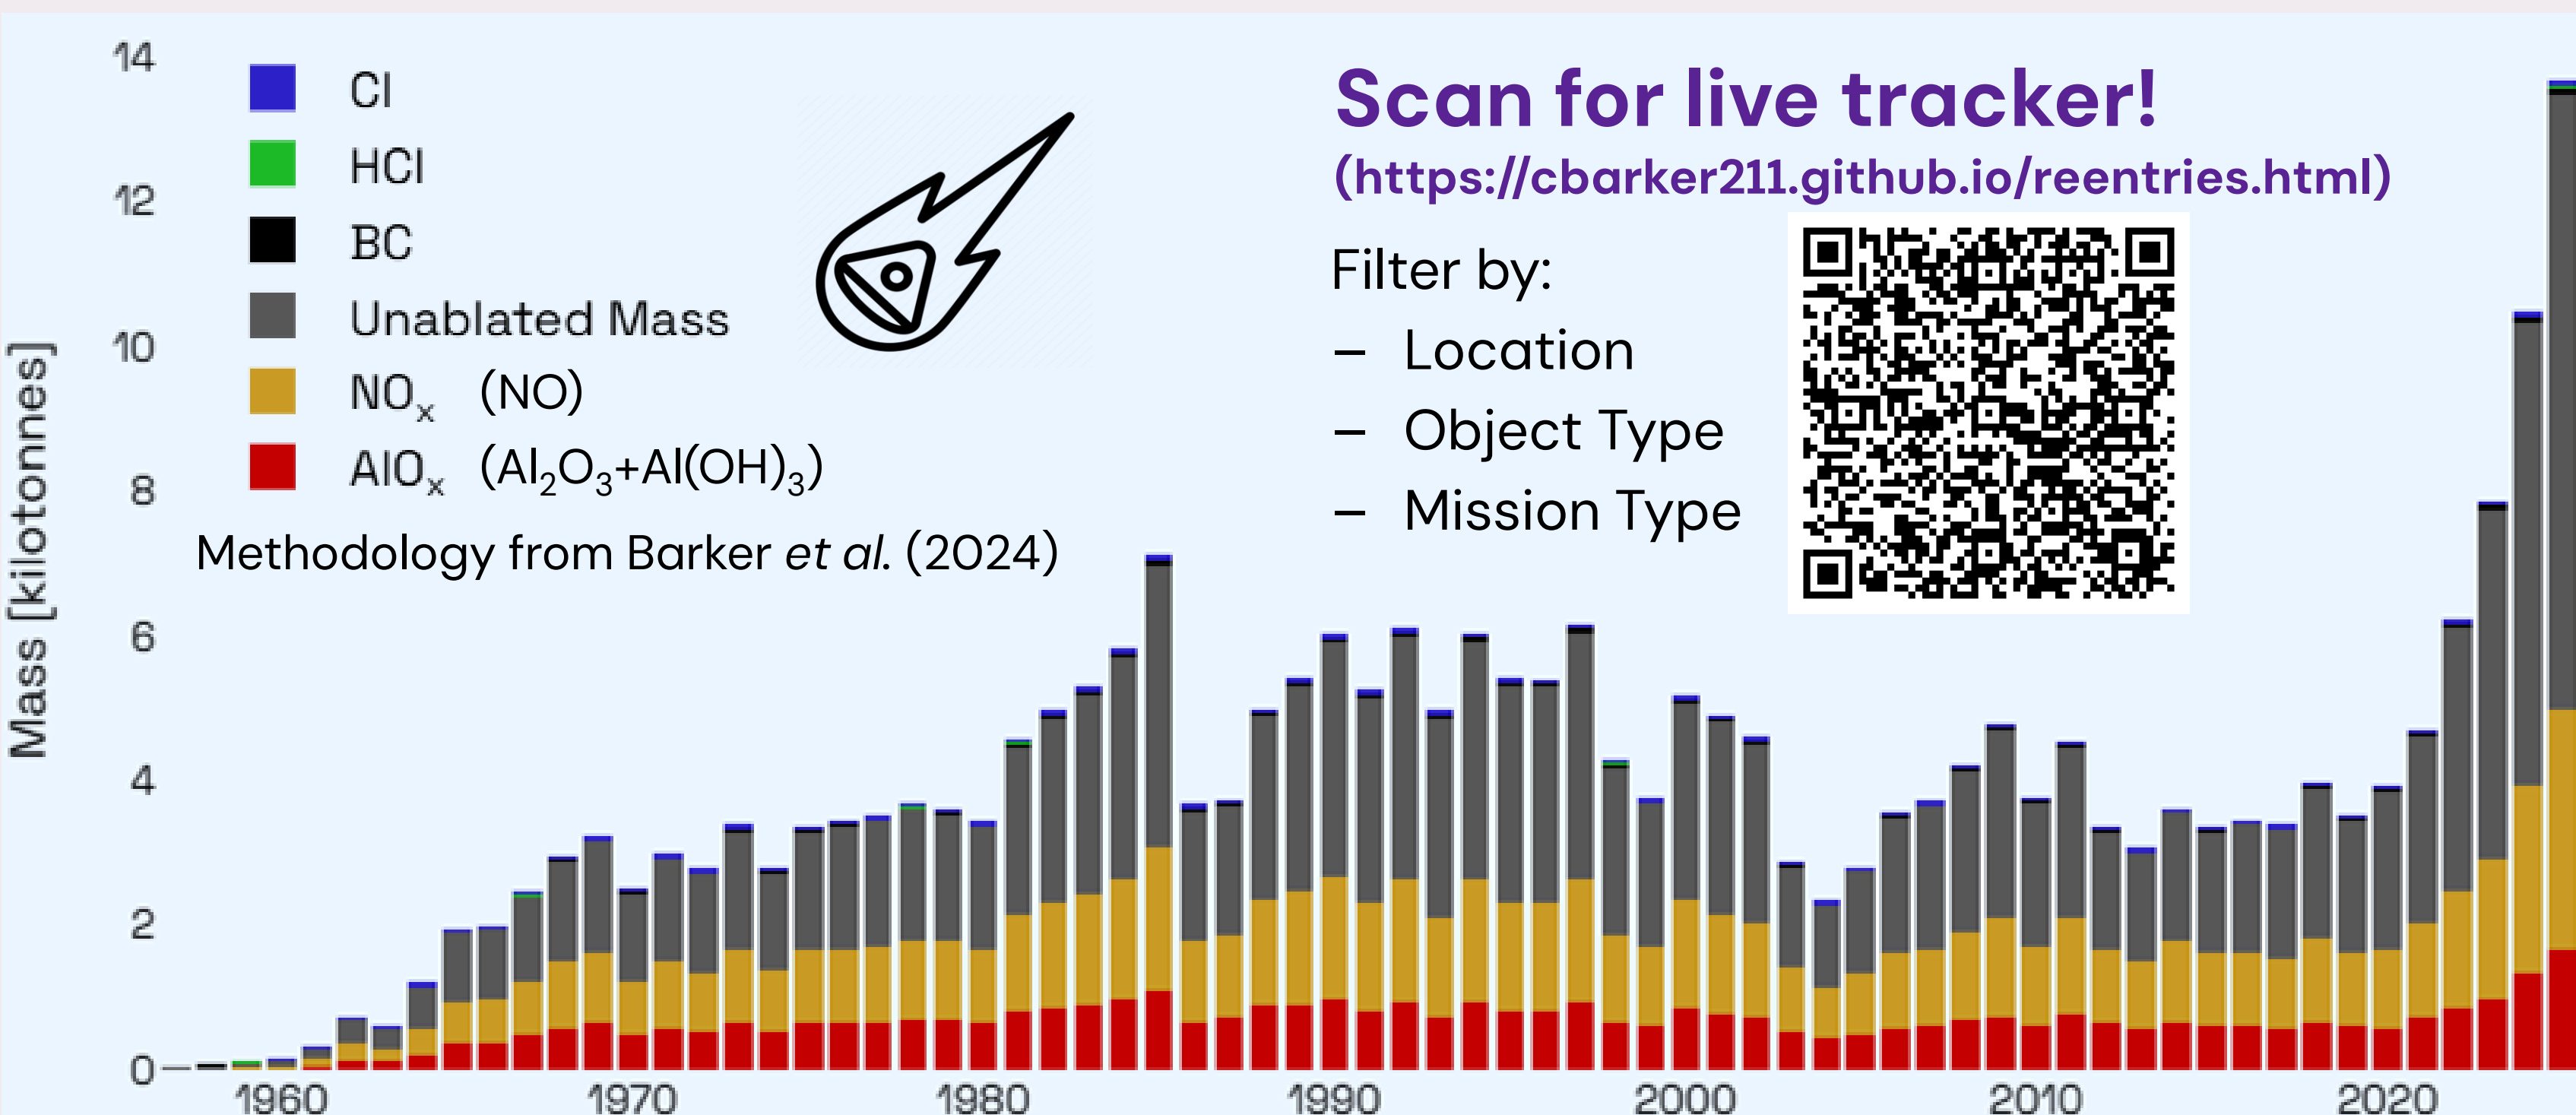 14
12
10
8
6
4
2
0
Mass [kilotonnes]
Cl
HCl
BC
Unablated Mass
NOx (NO)
AlOx (Al2O3+Al(OH)3)
Methodology from Barker et al. (2024)
Scan for live tracker!
(https://cbarker211.github.io/reentries.html)
Filter by:
– Location
– Object Type
– Mission Type
1960 1970 1980 1990 2000 2010 2020